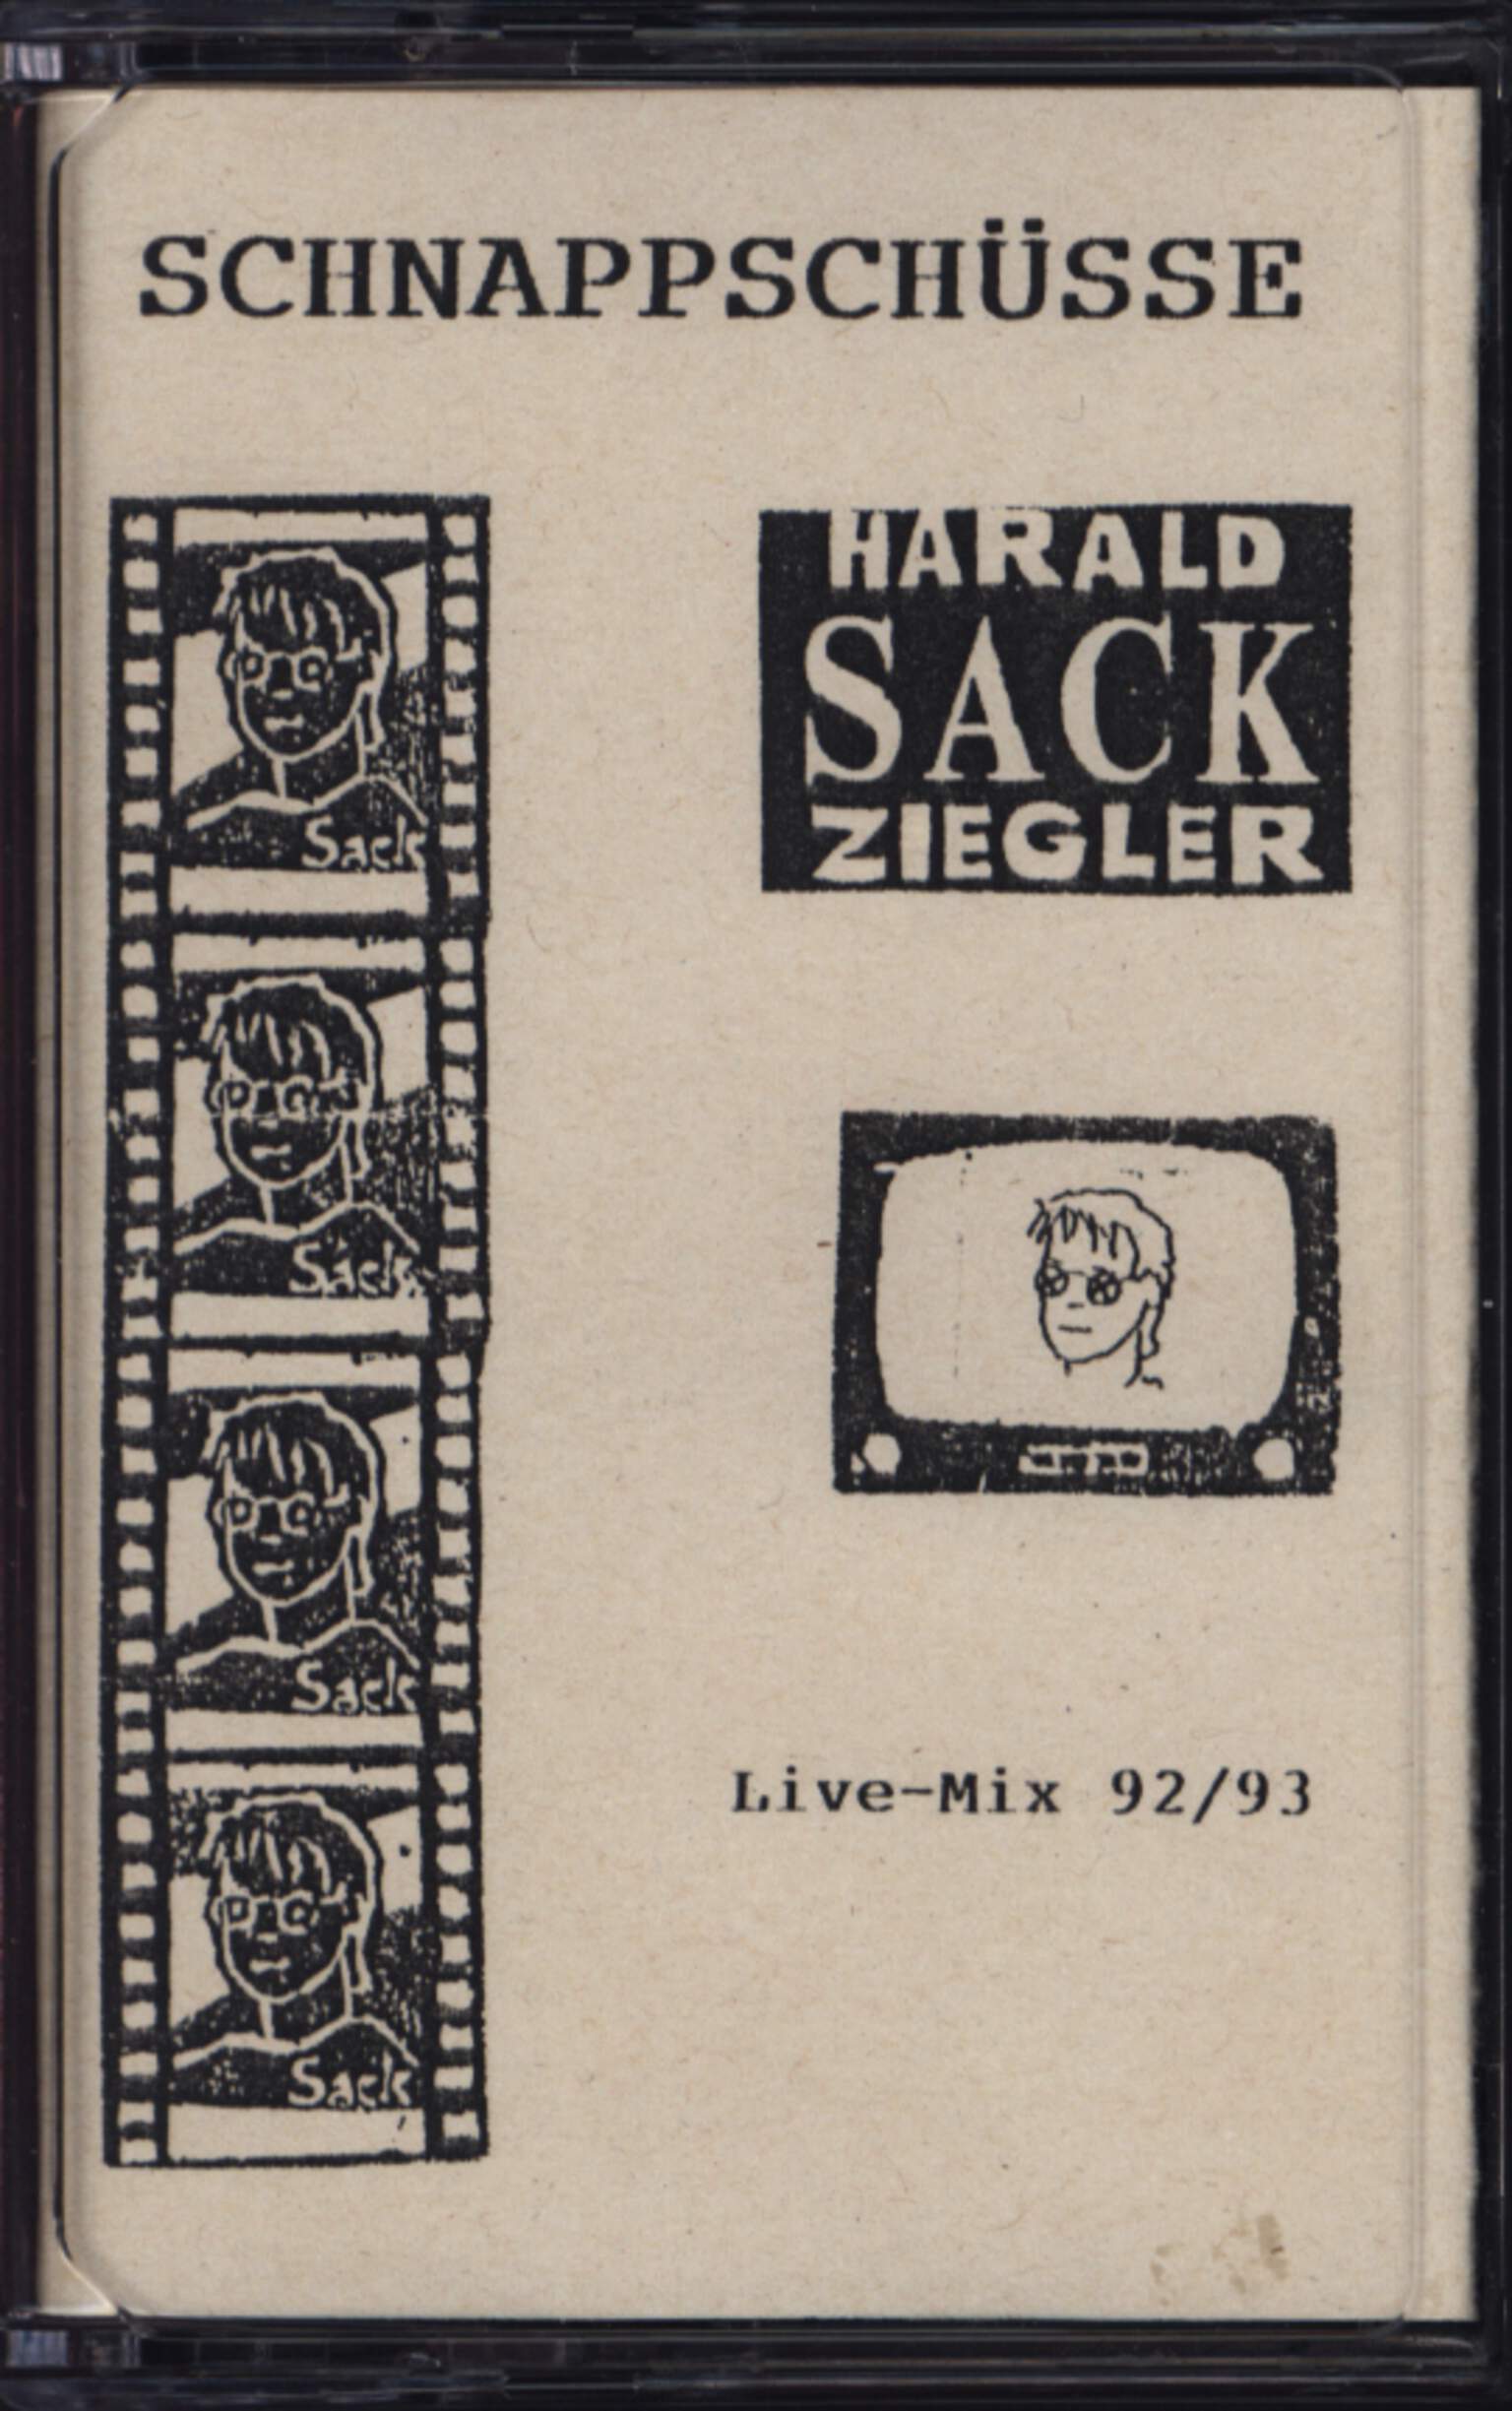 SCHNAPPSCHÜSSE
HARALD
SACK
ZIEGLER
Sack
Sack
Sack
Sack
Live-Mix 92/93